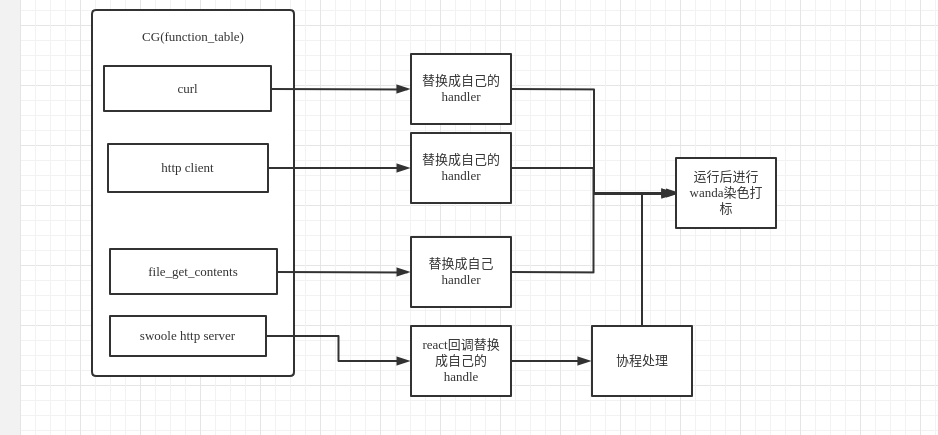 CG(function_table)
curl
替换成自己的
handler
http client
替换成自己的
handler
运行后进行
wanda染色打
标
file_get_contents
替换成自己
handler
swoole http server
react回调替换
成自己的
handle
协程处理